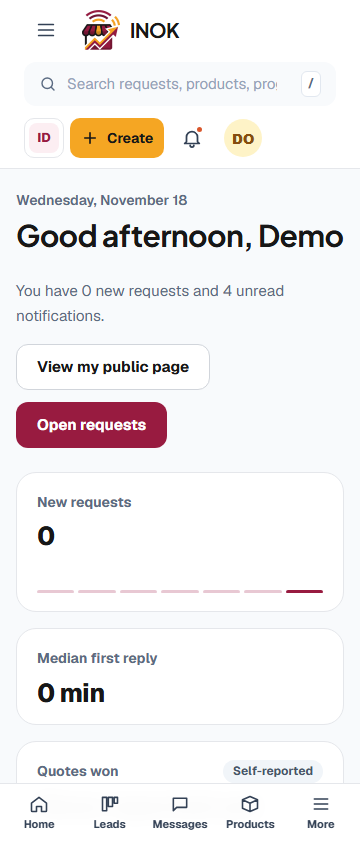 INOK
Search requests, products, pro
/
ID
Create
DO
Wednesday, November 18
Good afternoon, Demo
You have 0 new requests and 4 unread
notifications.
View my public page
Open requests
New requests
0
Median first reply
0 min
Quotes won
Self-reported
Home
Leads
Messages
Products
More